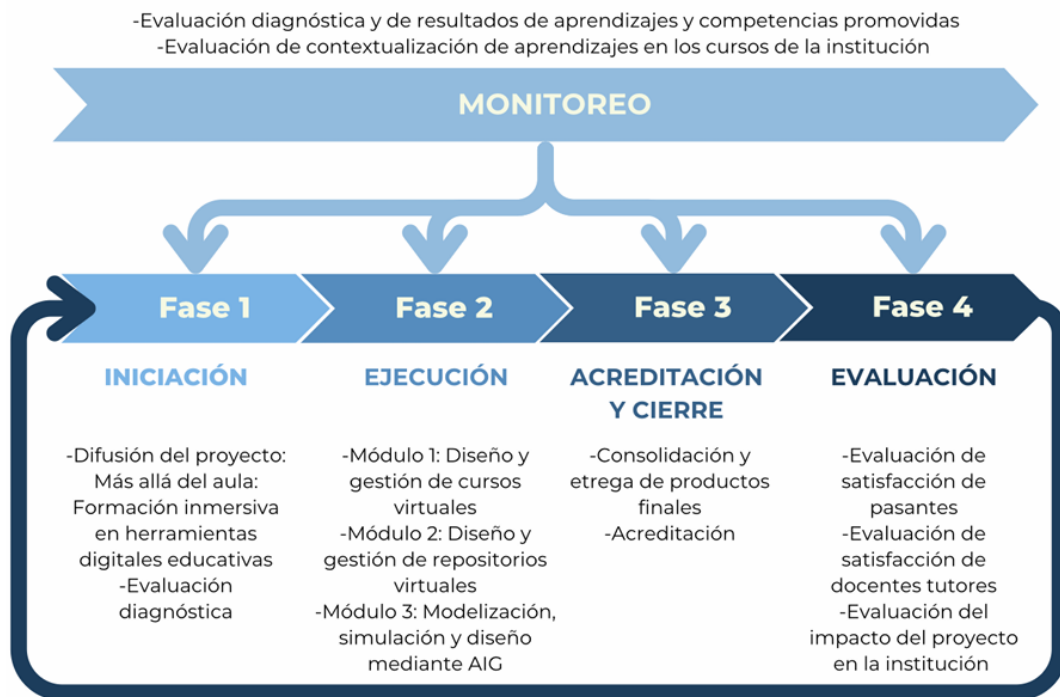 -Evaluación diagnóstica y de resultados de aprendizajes y competencias promovidas
-Evaluación de contextualización de aprendizajes en los cursos de la institución
MONITOREO
Fase 1
Fase 2
Fase 3
Fase 4
INICIACIÓN
-Difusión del proyecto:
Más allá del aula:
Formación inmersiva
en herramientas
digitales educativas
-Evaluación
diagnóstica
EJECUCIÓN
-Módulo 1: Diseño y
gestión de cursos
virtuales
-Módulo 2: Diseño y
gestión de repositorios
virtuales
-Módulo 3: Modelización,
simulación y diseño
mediante AIG
ACREDITACIÓN
Y CIERRE
-Consolidación y
etrega de productos
finales
-Acreditación
EVALUACIÓN
-Evaluación de
satisfacción de
pasantes
-Evaluación de
satisfacción de
docentes tutores
-Evaluación del
impacto del proyecto
en la institución